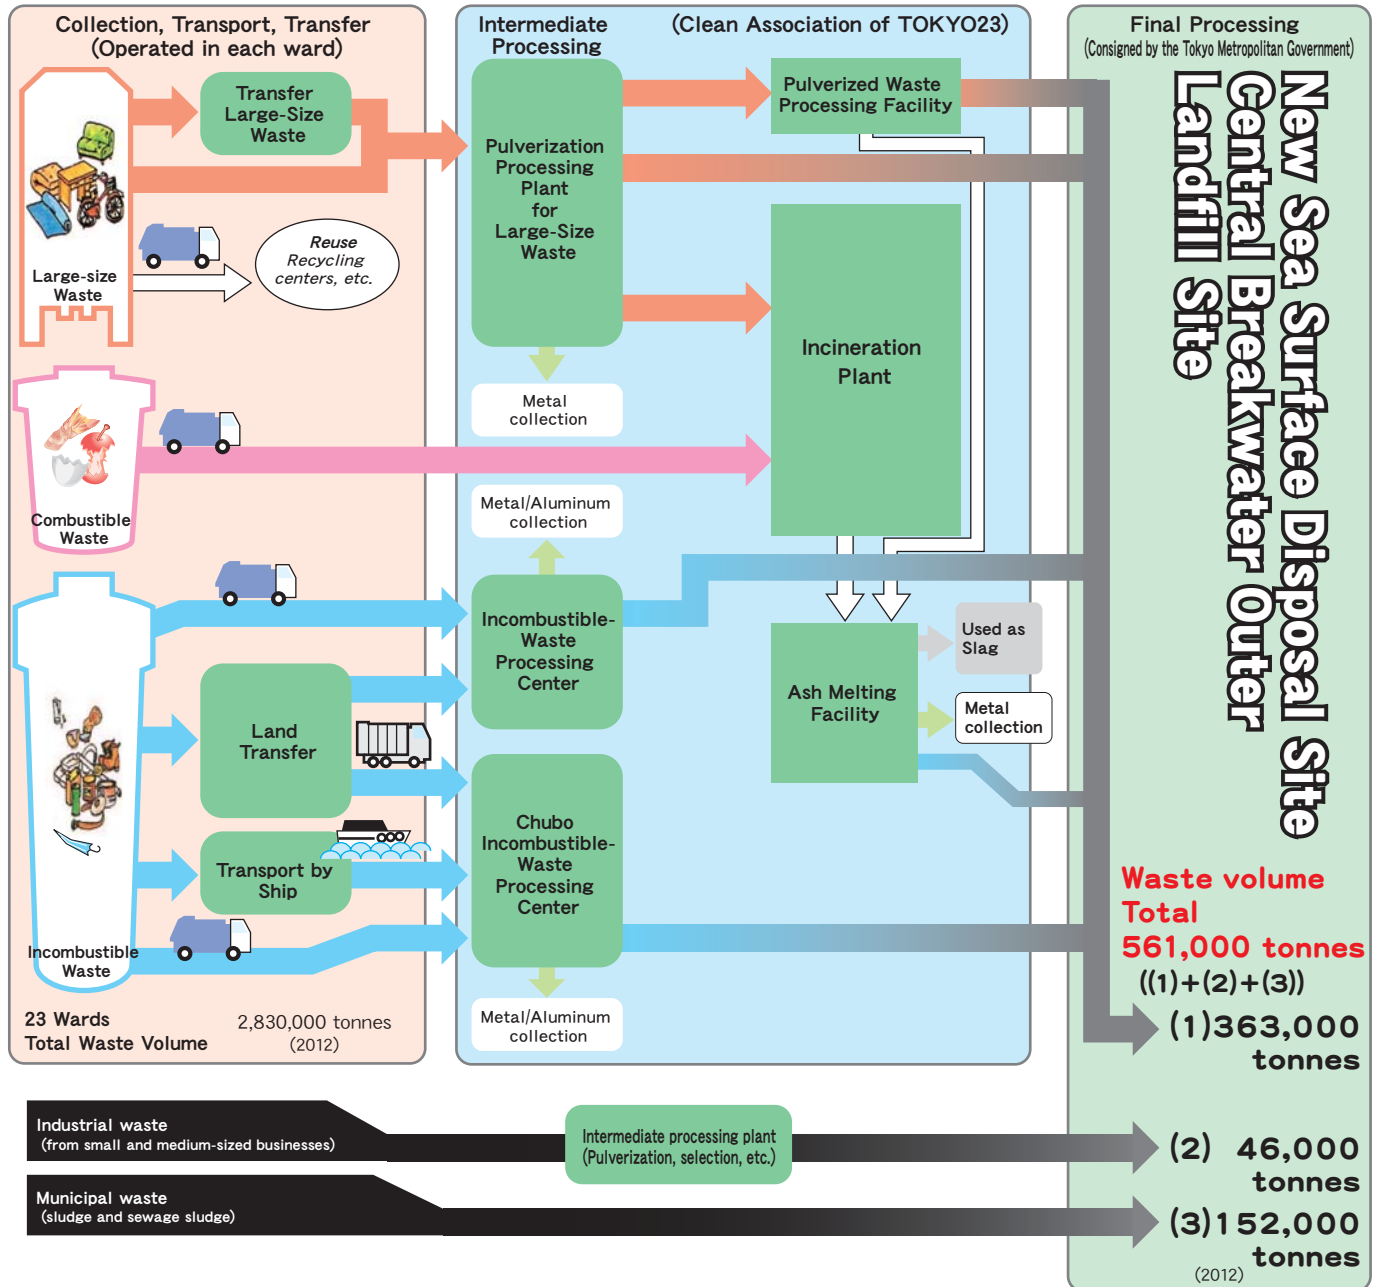 Collection, Transport, Transfer
(Operated in each ward)
Transfer
Large-Size
Waste
Large-size
Waste
Reuse
Recycling
centers, etc.
Combustible
Waste
Land
Transfer
Transport by
Ship
Incombustible
Waste
23 Wards
Total Waste Volume
2,830,000 tonnes
(2012)
Intermediate
Processing
(Clean Association of TOKYO23)
Pulverization
Processing
Plant
for
Large-Size
Waste
Metal
collection
Metal/Aluminum
collection
Incombustible-
Waste
Processing
Center
Chubo
Incombustible-
Waste
Processing
Center
Metal/Aluminum
collection
Pulverized Waste
Processing Facility
Incineration
Plant
Ash Melting
Facility
Used as
Slag
Metal
collection
Final Processing
(Consigned by the Tokyo Metropolitan Government)
New Sea Surface Disposal Site
Central Breakwater Outer
Landfill Site
Waste volume
Total
561,000 tonnes
((1)+(2)+(3))
(1)363,000
tonnes
Industrial waste
(from small and medium-sized businesses)
Intermediate processing plant
(Pulverization, selection, etc.)
(2) 46,000
tonnes
Municipal waste
(sludge and sewage sludge)
(3)152,000
tonnes
(2012)